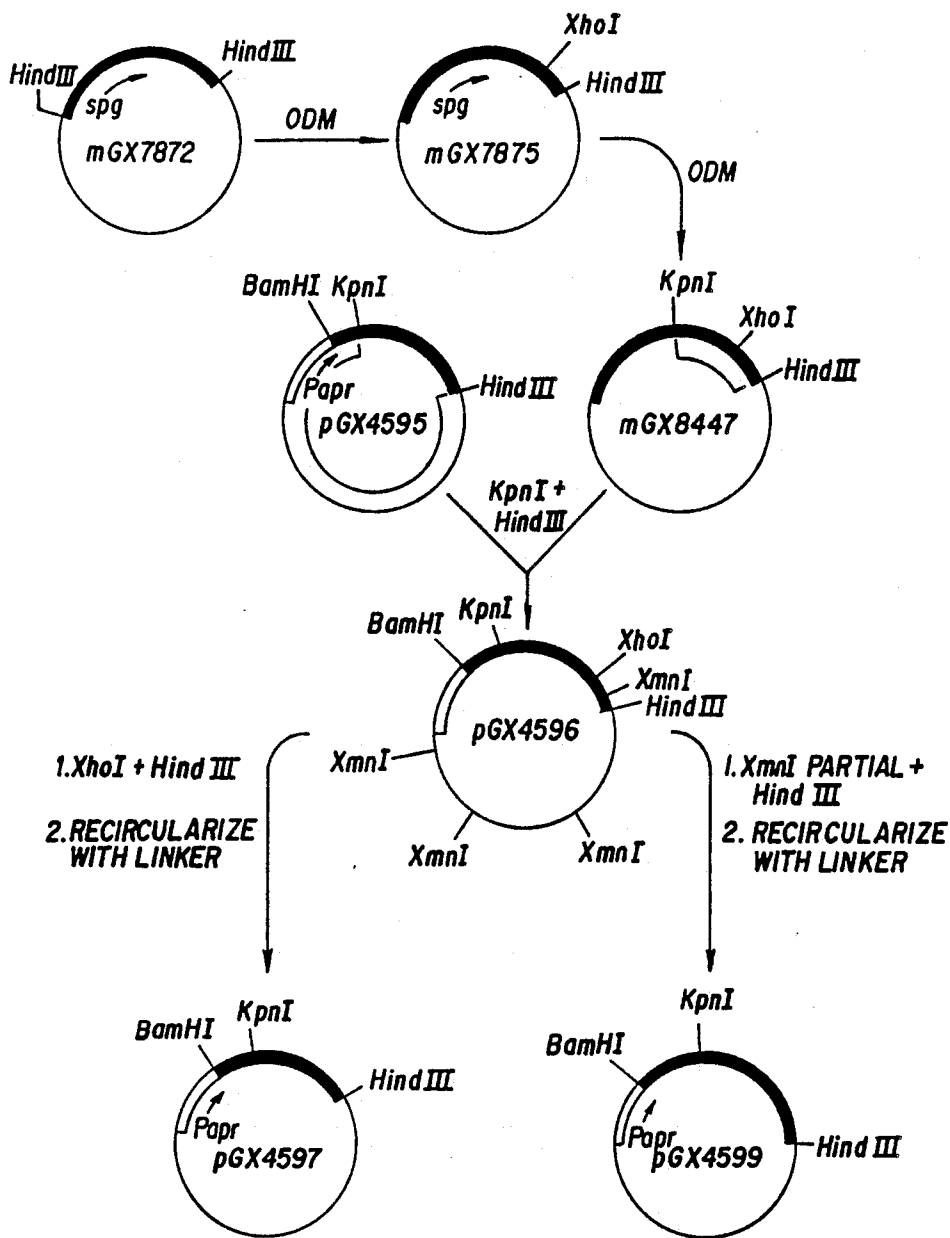 HindIII
HindIII
spg
mGX7872
ODM
XhoI
HindIII
spg
mGX7875
ODM
BamHI KpnI
Papr
HindIII
pGX4595
KpnI
XhoI
HindIII
mGX8447
KpnI +
HindIII
BamHI
KpnI
XhoI
XmnI
HindIII
pGX4596
XmnI
XmnI
XmnI
1.XhoI + Hind III
2.RECIRCULARIZE
WITH LINKER
1.XmnI PARTIAL +
Hind III
2. RECIRCULARIZE
WITH LINKER
BamHI
KpnI
HindIII
Papr
pGX4597
BamHI
KpnI
Papr
HindIII
pGX4599